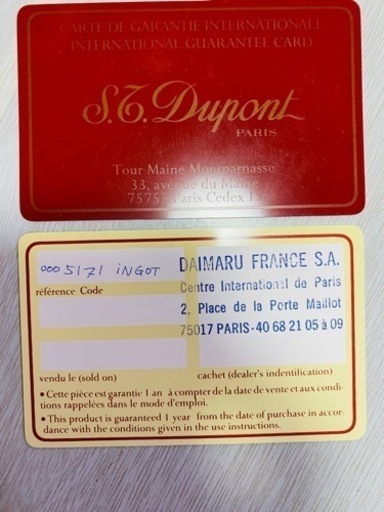 CARTE DE GARANTIE INTERNATIONALE
INTERNATIONAL GUARANTEE CARD
S.T. Dupont
PARIS
Tour Maine Montparnasse
33, avenue du Maine
75755 Paris Cedex
0005171 iNGOT
référence Code
DAIMARU FRANCE S.A.
Centre International de Paris
2, Place de la Porte Maillot
75017 PARIS - 40 68 21 05 à 09
vendu le (sold on)
cachet (dealer's indentification)
• Cette pièce est garantie 1 an à compter de la date de vente et aux condi-
tions rappelées dans le mode d'emploi.
• This product is guaranteed 1 year from the date of purchase in accor-
dance with the conditions given in the use instructions.